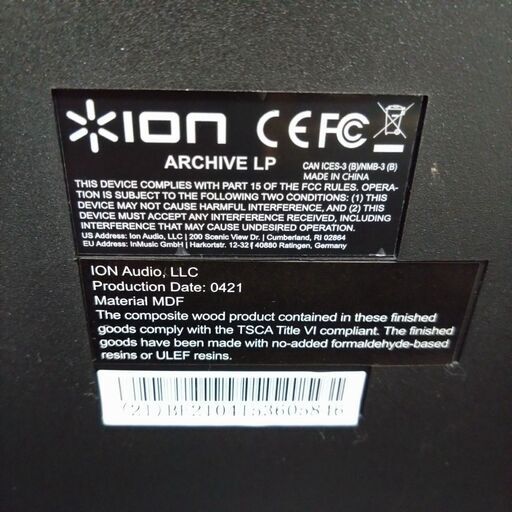 ION CE FC
ARCHIVE LP
CAN ICES-3 (B)/NMB-3 (B)
MADE IN CHINA
THIS DEVICE COMPLIES WITH PART 15 OF THE FCC RULES. OPERA-
TION IS SUBJECT TO THE FOLLOWING TWO CONDITIONS: (1) THIS
DEVICE MAY NOT CAUSE HARMFUL INTERFERENCE, AND (2) THIS
DEVICE MUST ACCEPT ANY INTERFERENCE RECEIVED, INCLUDING
INTERFERENCE THAT MAY CAUSE UNDESIRED OPERATION.
US Address: Ion Audio, LLC | 200 Scenic View Dr. | Cumberland, RI 02864
EU Address: InMusic GmbH | Harkortstr. 12-32 | 40880 Ratingen, Germany
ION Audio, LLC
Production Date: 0421
Material MDF
The composite wood product contained in these finished
goods comply with the TSCA Title VI compliant. The finished
goods have been made with no-added formaldehyde-based
resins or ULEF resins.
(21)BF2104153605846